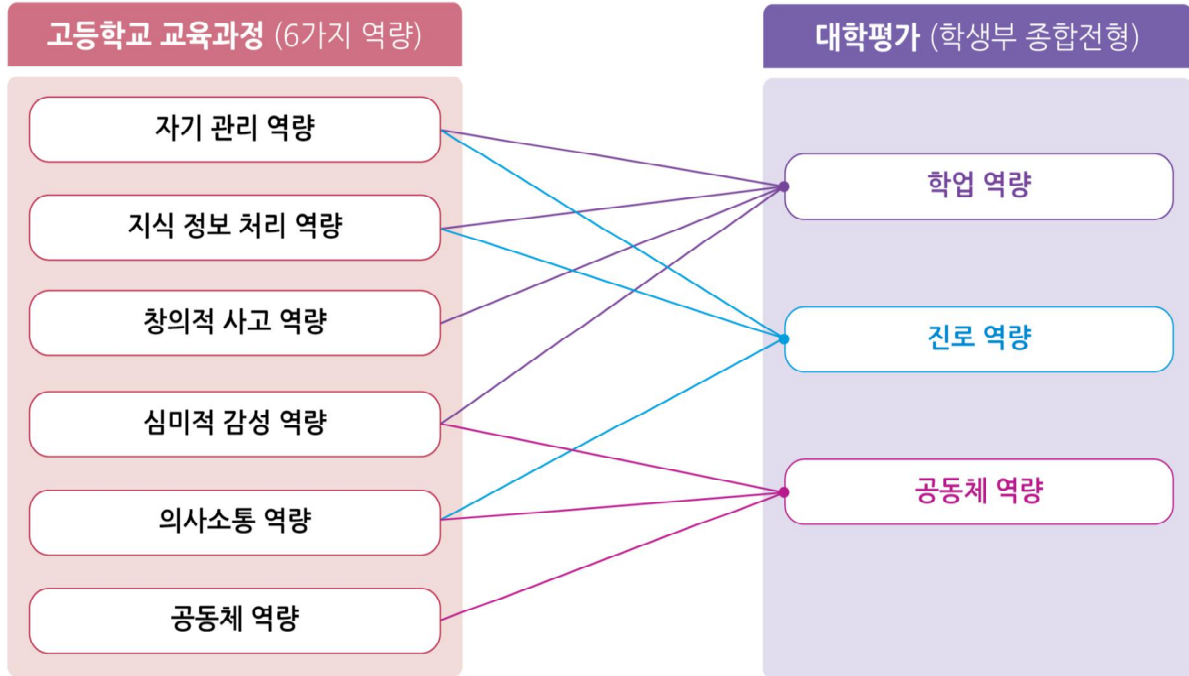 고등학교 교육과정 (6가지 역량)
자기 관리 역량
지식 정보 처리 역량
창의적 사고 역량
심미적 감성 역량
의사소통 역량
공동체 역량
대학평가 (학생부 종합전형)
학업 역량
진로 역량
공동체 역량